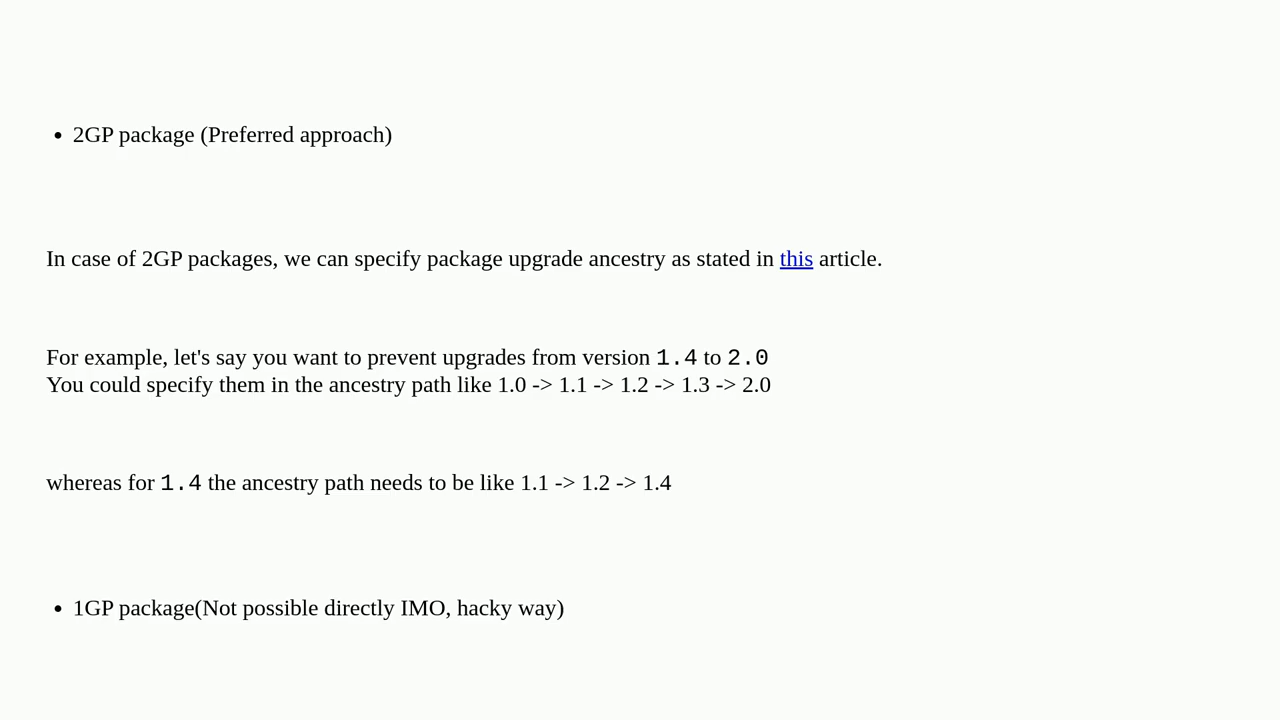 • 2GP package (Preferred approach)
In case of 2GP packages, we can specify package upgrade ancestry as stated in this article.
For example, let's say you want to prevent upgrades from version 1.4 to 2.0
You could specify them in the ancestry path like 1.0 -> 1.1 -> 1.2 -> 1.3 -> 2.0
whereas for 1.4 the ancestry path needs to be like 1.1 -> 1.2 -> 1.4
• 1GP package(Not possible directly IMO, hacky way)